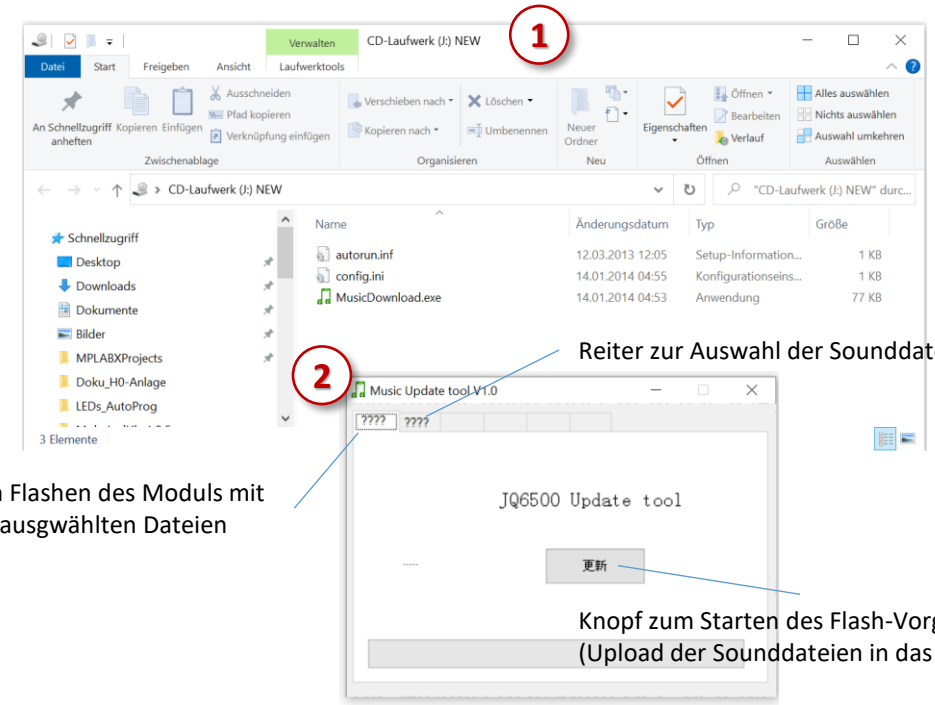 1
Verwalten CD-Laufwerk (J:) NEW
Datei Start Freigeben Ansicht Laufwerktools
An Schnellzugriff anheften
Kopieren Einfügen
Ausschneiden
Pfad kopieren
Verknüpfung einfügen
Zwischenablage
Verschieben nach
Kopieren nach
Löschen
Umbenennen
Organisieren
Neuer
Ordner
Neu
Eigenschaften
Öffnen
Bearbeiten
Verlauf
Öffnen
Alles auswählen
Nichts auswählen
Auswahl umkehren
Auswählen
CD-Laufwerk (J:) NEW
"CD-Laufwerk (J:) NEW" durc...
Schnellzugriff
Desktop
Downloads
Dokumente
Bilder
MPLABXProjects
Doku_H0-Anlage
LEDs_AutoProg
3 Elemente
Name Änderungsdatum Typ Größe
autorun.inf 12.03.2013 12:05 Setup-Information... 1 KB
config.ini 14.01.2014 04:55 Konfigurationseins... 1 KB
MusicDownload.exe 14.01.2014 04:53 Anwendung 77 KB
Reiter zur Auswahl der Sounddat
2
Music Update tool V1.0
???? ????
JQ6500 Update tool
-----
更新
Flashen des Moduls mit
ausgwählten Dateien
Knopf zum Starten des Flash-Vor
(Upload der Sounddateien in das